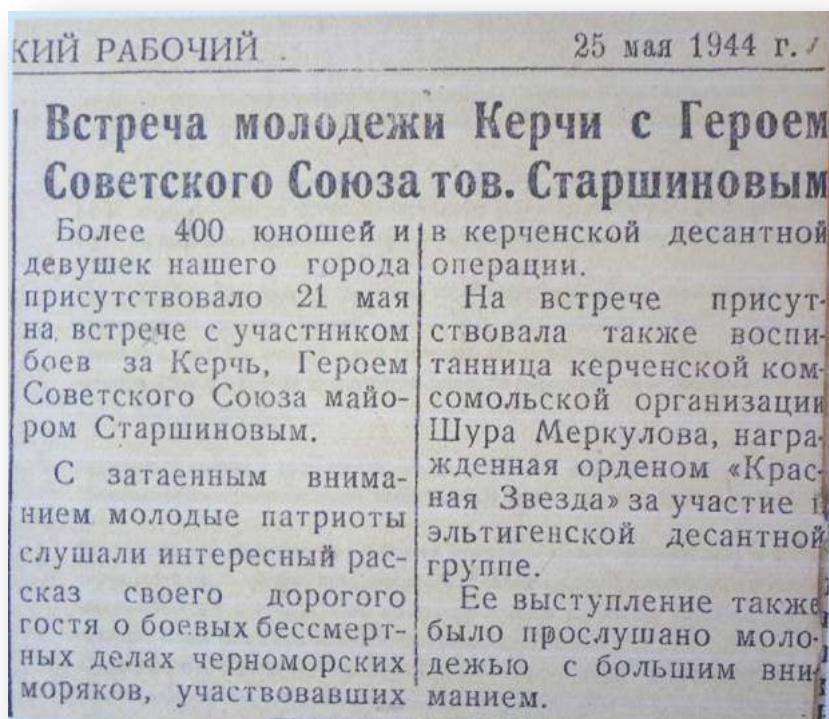 КИЙ РАБОЧИЙ
25 мая 1944 г.
Встреча молодежи Керчи с Героем
Советского Союза тов. Старшиновым
Более 400 юношей и
девушек нашего города
присутствовало 21 мая
на встрече с участником
боев за Керчь, Героем
Советского Союза майо-
ром Старшиновым.
С затаенным внима-
нием молодые патриоты
слушали интересный рас-
сказ своего дорогого
гостя о боевых бессмерт-
ных делах черноморских
моряков, участвовавших
в керченской десантной
операции.
На встрече присут-
ствовала также воспи-
танница керченской ком-
сомольской организации
Шура Меркулова, награ-
жденная орденом «Крас-
ная Звезда» за участие в
эльтигенской десантной
группе.
Ее выступление также
было прослушано моло-
дежью с большим вни-
манием.